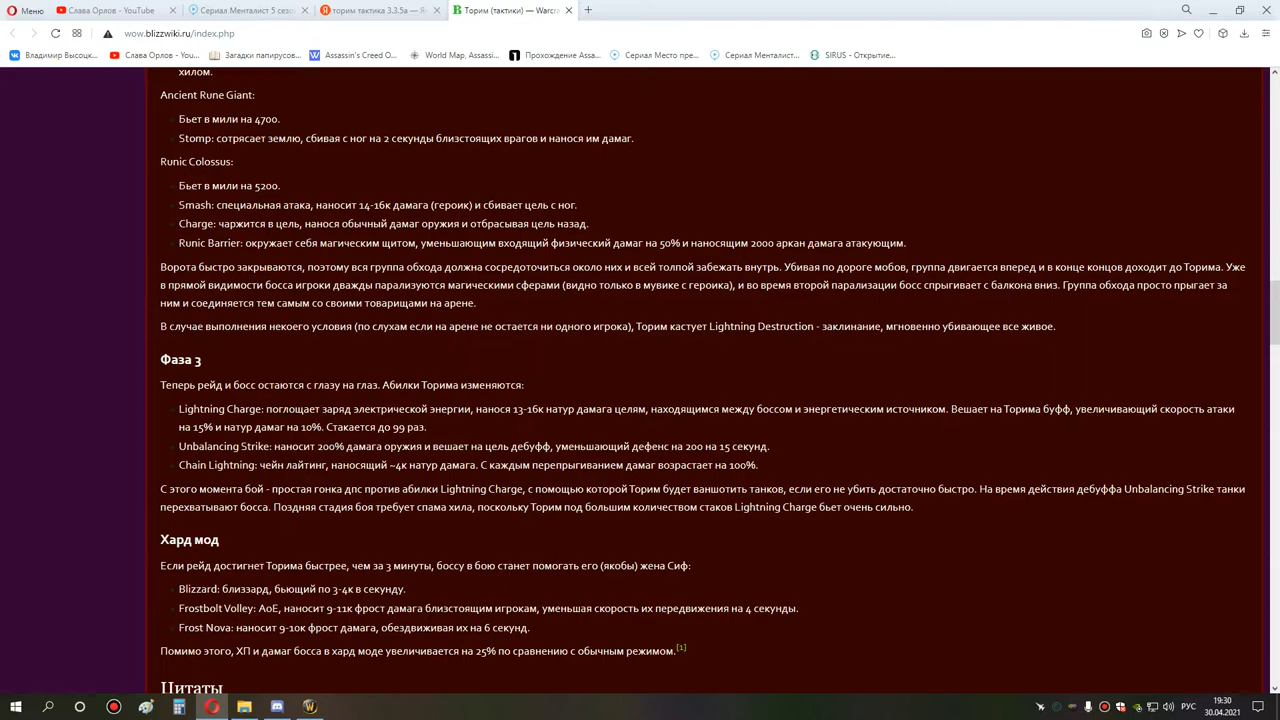 Меню
Слава Орлов - YouTube
Сериал Менталист 5 сезо
торим тактика 3.3.5а — Я
Торим (тактики) — Warcra
wow.blizzwiki.ru/index.php
Владимир Высоцк...
Слава Орлов - You...
Загадки папирусов...
Assassin's Creed O...
World Map, Assassi...
Прохождение Assa...
Сериал Место пре...
Сериал Менталист...
SIRUS - Открытие...
хилом.
Ancient Rune Giant:
Бьет в мили на 4700.
Stomp: сотрясает землю, сбивая с ног на 2 секунды близстоящих врагов и нанося им дамаг.
Runic Colossus:
Бьет в мили на 5200.
Smash: специальная атака, наносит 14-16к дамага (героик) и сбивает цель с ног.
Charge: чаржится в цель, нанося обычный дамаг оружия и отбрасывая цель назад.
Runic Barrier: окружает себя магическим щитом, уменьшающим входящий физический дамаг на 50% и наносящим 2000 аркан дамага атакующим.
Ворота быстро закрываются, поэтому вся группа обхода должна сосредоточиться около них и всей толпой забежать внутрь. Убивая по дороге мобов, группа двигается вперед и в конце концов доходит до Торима. Уже
в прямой видимости босса игроки дважды парализуются магическими сферами (видно только в мувике с героика), и во время второй парализации босс спрыгивает с балкона вниз. Группа обхода просто прыгает за
ним и соединяется тем самым со своими товарищами на арене.
В случае выполнения некоего условия (по слухам если на арене не остается ни одного игрока), Торим кастует Lightning Destruction - заклинание, мгновенно убивающее все живое.
Фаза 3
Теперь рейд и босс остаются с глазу на глаз. Абилки Торима изменяются:
Lightning Charge: поглощает заряд электрической энергии, нанося 13-16к натур дамага целям, находящимся между боссом и энергетическим источником. Вешает на Торима буфф, увеличивающий скорость атаки
на 15% и натур дамаг на 10%. Стакается до 99 раз.
Unbalancing Strike: наносит 200% дамага оружия и вешает на цель дебуфф, уменьшающий дефенс на 200 на 15 секунд.
Chain Lightning: чейн лайтинг, наносящий ~4к натур дамага. С каждым перепрыгиванием дамаг возрастает на 100%.
С этого момента бой - простая гонка дпс против абилки Lightning Charge, с помощью которой Торим будет ваншотить танков, если его не убить достаточно быстро. На время действия дебуффа Unbalancing Strike танки
перехватывают босса. Поздняя стадия боя требует спама хила, поскольку Торим под большим количеством стаков Lightning Charge бьет очень сильно.
Хард мод
Если рейд достигнет Торима быстрее, чем за 3 минуты, боссу в бою станет помогать его (якобы) жена Сиф:
Blizzard: близзард, бьющий по 3-4к в секунду.
Frostbolt Volley: АоЕ, наносит 9-11к фрост дамага близстоящим игрокам, уменьшая скорость их передвижения на 4 секунды.
Frost Nova: наносит 9-10к фрост дамага, обездвиживая их на 6 секунд.
Помимо этого, ХП и дамаг босса в хард моде увеличивается на 25% по сравнению с обычным режимом.[1]
Цитаты
РУС
19:30
30.04.2021